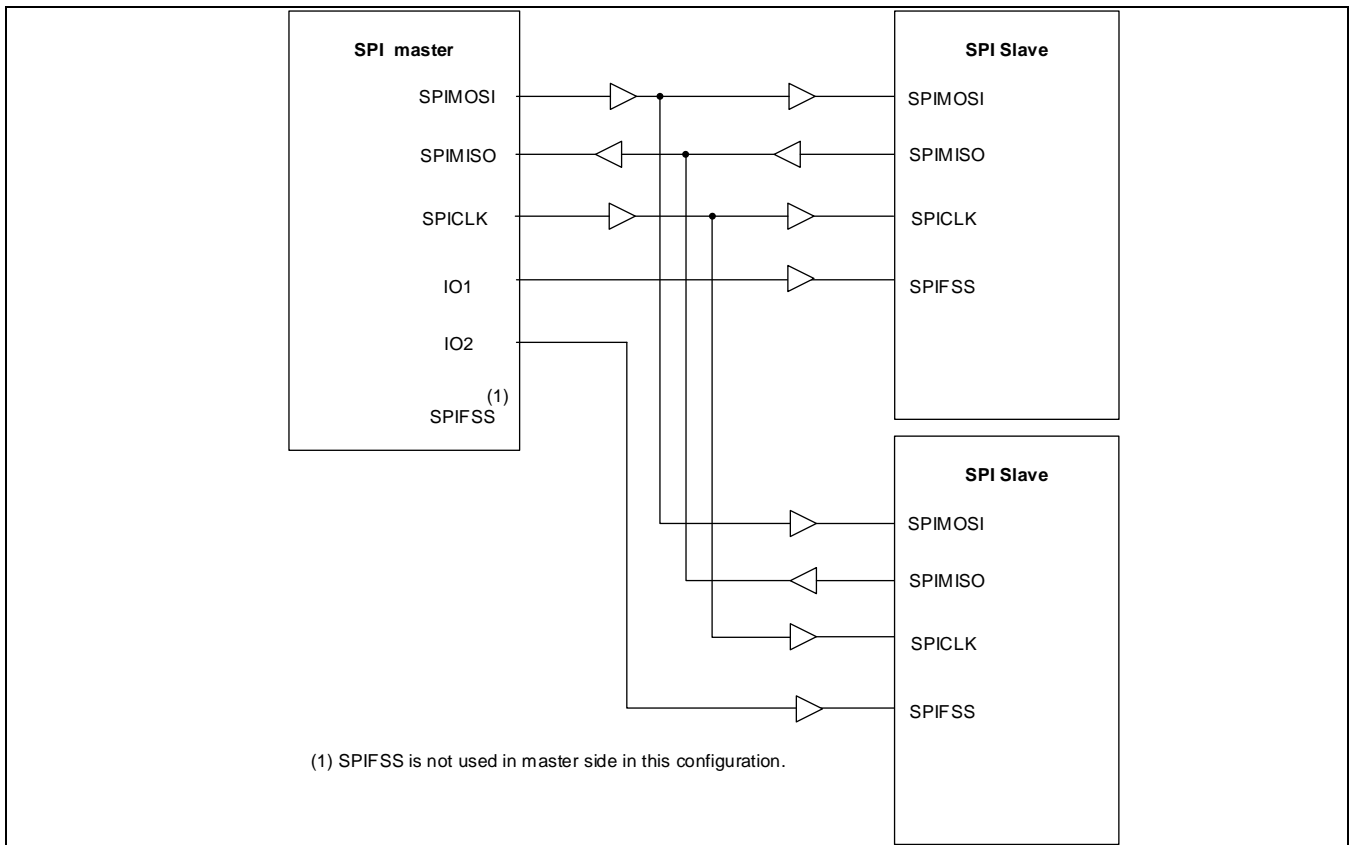 SPI master
SPIMOSI
SPIMISO
SPICLK
IO1
IO2
(1)
SPIFSS
SPI Slave
SPIMOSI
SPIMISO
SPICLK
SPIFSS
SPI Slave
SPIMOSI
SPIMISO
SPICLK
SPIFSS
(1) SPIFSS is not used in master side in this configuration.